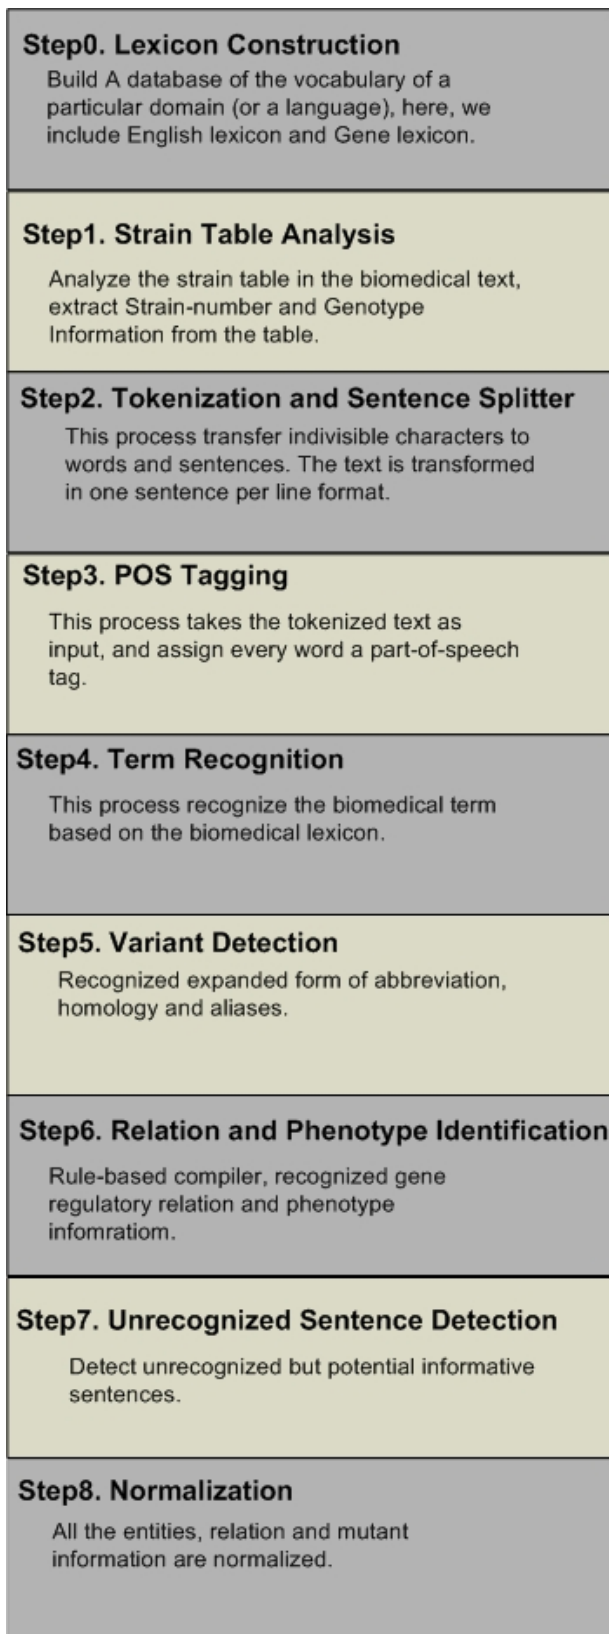 Step0. Lexicon Construction
Build A database of the vocabulary of a
particular domain (or a language), here, we
include English lexicon and Gene lexicon.
Step1. Strain Table Analysis
Analyze the strain table in the biomedical text,
extract Strain-number and Genotype
Information from the table.
Step2. Tokenization and Sentence Splitter
This process transfer indivisible characters to
words and sentences. The text is transformed
in one sentence per line format.
Step3. POS Tagging
This process takes the tokenized text as
input, and assign every word a part-of-speech
tag.
Step4. Term Recognition
This process recognize the biomedical term
based on the biomedical lexicon.
Step5. Variant Detection
Recognized expanded form of abbreviation,
homology and aliases.
Step6. Relation and Phenotype Identification
Rule-based compiler, recognized gene
regulatory relation and phenotype
infomratiom.
Step7. Unrecognized Sentence Detection
Detect unrecognized but potential informative
sentences.
Step8. Normalization
All the entities, relation and mutant
information are normalized.